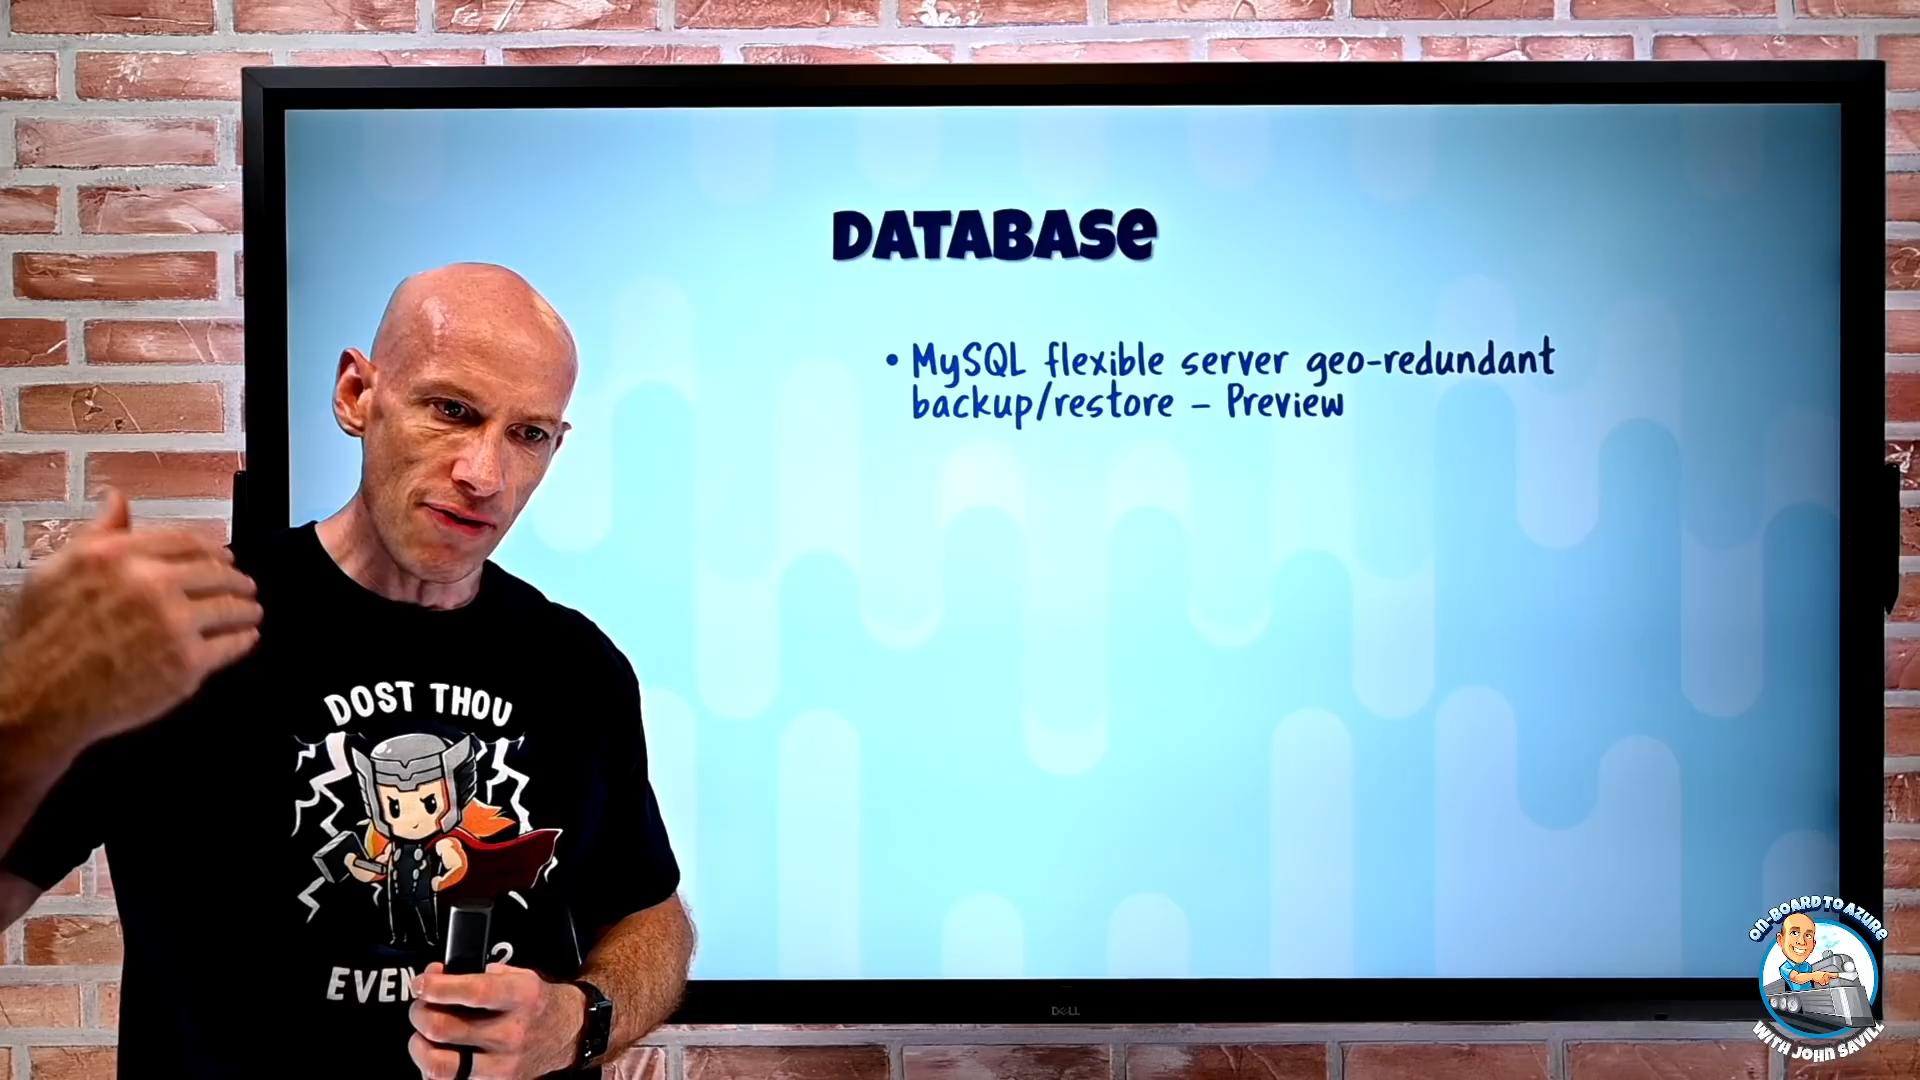 DATABASE
• MySQL flexible server geo-redundant
backup/restore – Preview
DOST THOU
EVEN
?
DELL
ON-BOARD TO AZURE
WITH JOHN SAVILL